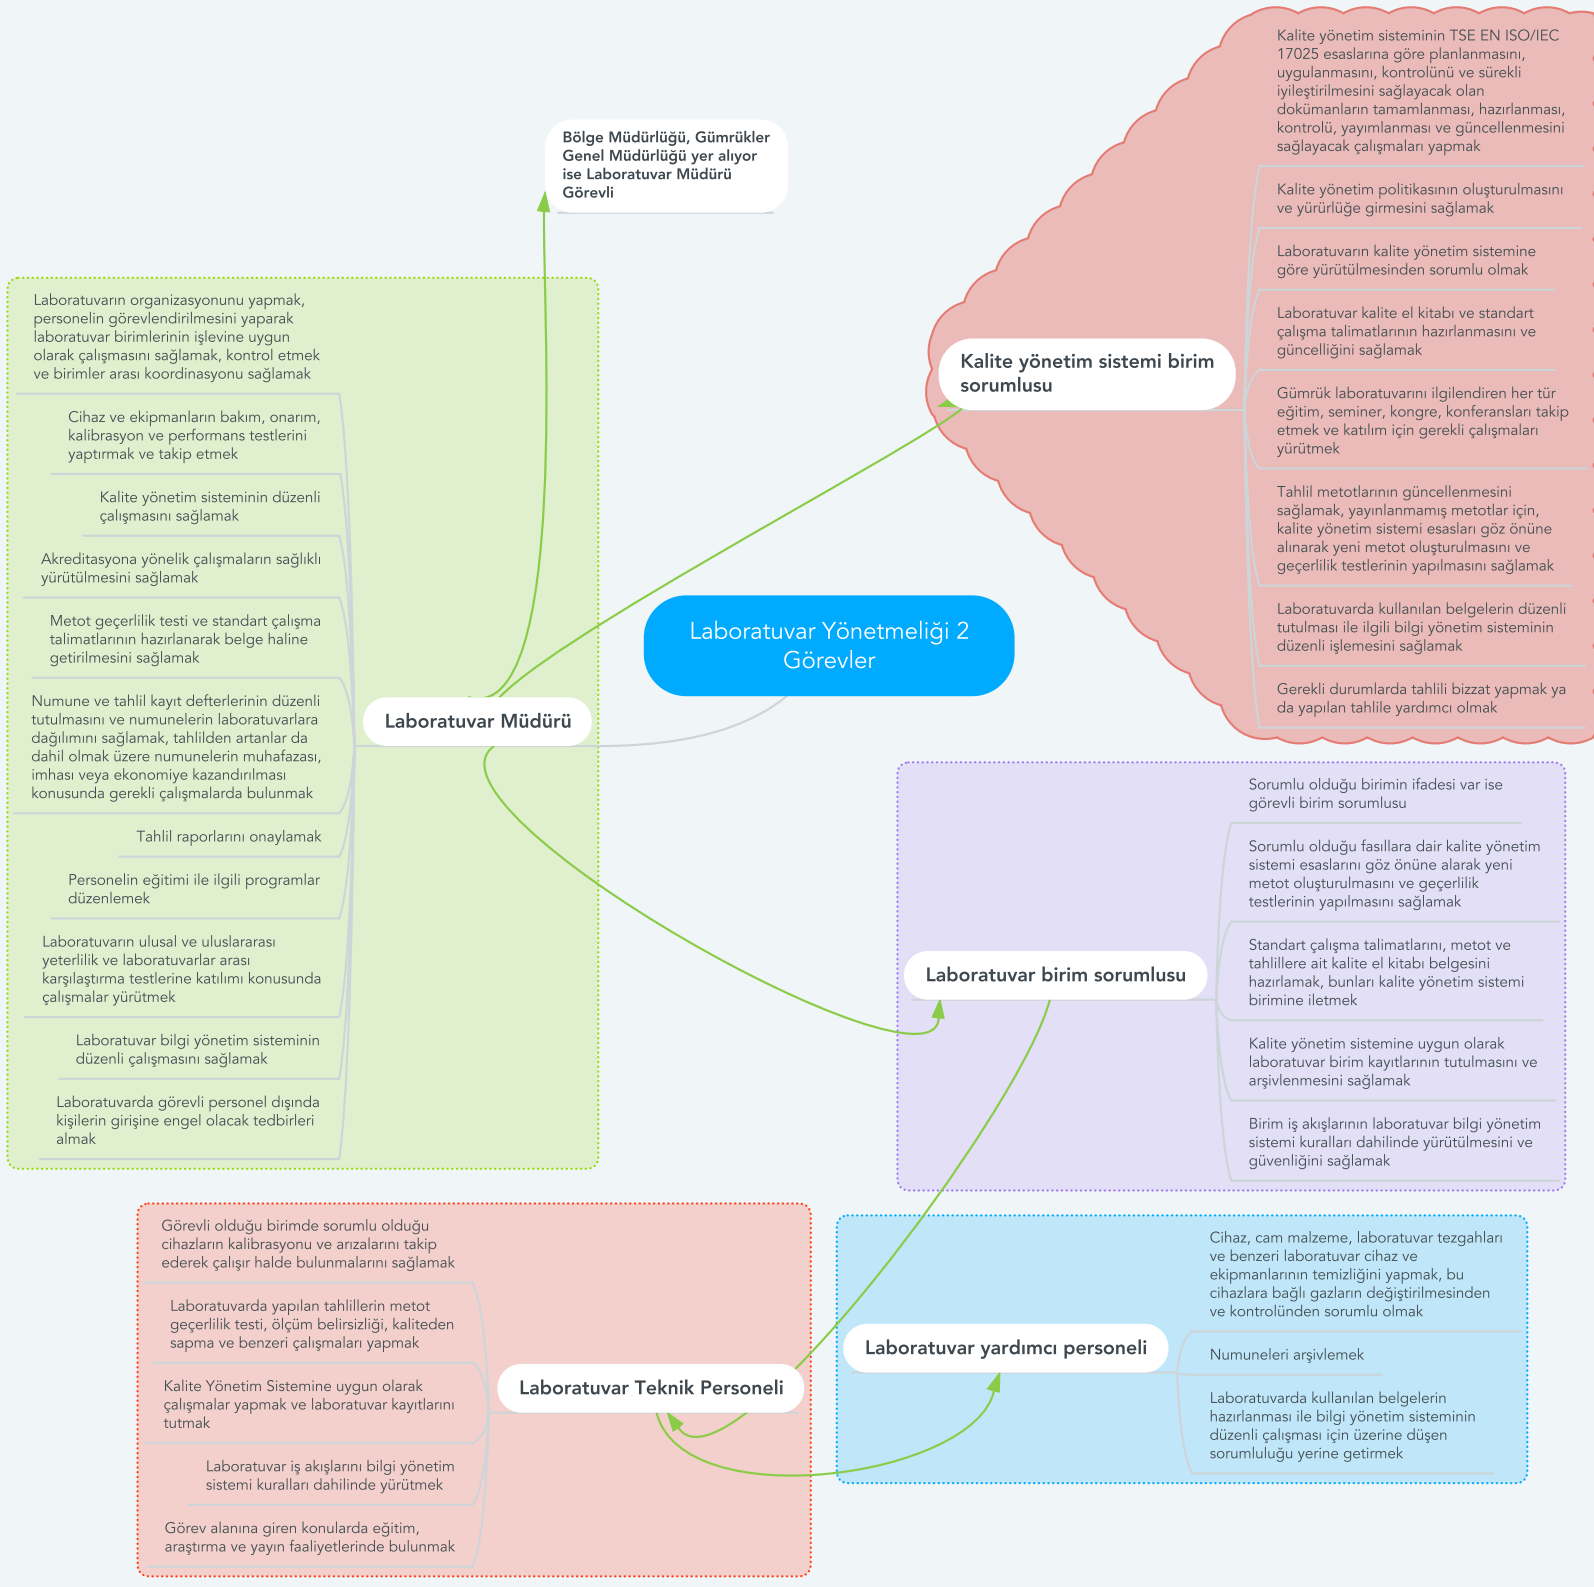 Laboratuvar Yönetmeliği 2
Görevler
Bölge Müdürlüğü, Gümrükler
Genel Müdürlüğü yer alıyor
ise Laboratuvar Müdürü
Görevli
Laboratuvar Müdürü
Laboratuvarın organizasyonunu yapmak,
personelin görevlendirilmesini yaparak
laboratuvar birimlerinin işlevine uygun
olarak çalışmasını sağlamak, kontrol etmek
ve birimler arası koordinasyonu sağlamak
Cihaz ve ekipmanların bakım, onarım,
kalibrasyon ve performans testlerini
yaptırmak ve takip etmek
Kalite yönetim sisteminin düzenli
çalışmasını sağlamak
Akreditasyona yönelik çalışmaların sağlıklı
yürütülmesini sağlamak
Metot geçerlilik testi ve standart çalışma
talimatlarının hazırlanarak belge haline
getirilmesini sağlamak
Numune ve tahlil kayıt defterlerinin düzenli
tutulmasını ve numunelerin laboratuvarlara
dağılımını sağlamak, tahlilden artanlar da
dahil olmak üzere numunelerin muhafazası,
imhası veya ekonomiye kazandırılması
konusunda gerekli çalışmalarda bulunmak
Tahlil raporlarını onaylamak
Personelin eğitimi ile ilgili programlar
düzenlemek
Laboratuvarın ulusal ve uluslararası
yeterlilik ve laboratuvarlar arası
karşılaştırma testlerine katılımı konusunda
çalışmalar yürütmek
Laboratuvar bilgi yönetim sisteminin
düzenli çalışmasını sağlamak
Laboratuvarda görevli personel dışında
kişilerin girişine engel olacak tedbirleri
almak
Kalite yönetim sistemi birim
sorumlusu
Kalite yönetim sisteminin TSE EN ISO/IEC
17025 esaslarına göre planlanmasını,
uygulanmasını, kontrolünü ve sürekli
iyileştirilmesini sağlayacak olan
dokümanların tamamlanması, hazırlanması,
kontrolü, yayımlanması ve güncellenmesini
sağlayacak çalışmaları yapmak
Kalite yönetim politikasının oluşturulmasını
ve yürürlüğe girmesini sağlamak
Laboratuvarın kalite yönetim sistemine
göre yürütülmesinden sorumlu olmak
Laboratuvar kalite el kitabı ve standart
çalışma talimatlarının hazırlanmasını ve
güncelliğini sağlamak
Gümrük laboratuvarını ilgilendiren her tür
eğitim, seminer, kongre, konferansları takip
etmek ve katılım için gerekli çalışmaları
yürütmek
Tahlil metotlarının güncellenmesini
sağlamak, yayınlanmamış metotlar için,
kalite yönetim sistemi esasları göz önüne
alınarak yeni metot oluşturulmasını ve
geçerlilik testlerinin yapılmasını sağlamak
Laboratuvarda kullanılan belgelerin düzenli
tutulması ile ilgili bilgi yönetim sisteminin
düzenli işlemesini sağlamak
Gerekli durumlarda tahlili bizzat yapmak ya
da yapılan tahlile yardımcı olmak
Laboratuvar birim sorumlusu
Sorumlu olduğu birimin ifadesi var ise
görevli birim sorumlusu
Sorumlu olduğu fasıllara dair kalite yönetim
sistemi esaslarını göz önüne alarak yeni
metot oluşturulmasını ve geçerlilik
testlerinin yapılmasını sağlamak
Standart çalışma talimatlarını, metot ve
tahlillere ait kalite el kitabı belgesini
hazırlamak, bunları kalite yönetim sistemi
birimine iletmek
Kalite yönetim sistemine uygun olarak
laboratuvar birim kayıtlarının tutulmasını ve
arşivlenmesini sağlamak
Birim iş akışlarının laboratuvar bilgi yönetim
sistemi kuralları dahilinde yürütülmesini ve
güvenliğini sağlamak
Laboratuvar Teknik Personeli
Görevli olduğu birimde sorumlu olduğu
cihazların kalibrasyonu ve arızalarını takip
ederek çalışır halde bulunmalarını sağlamak
Laboratuvarda yapılan tahlillerin metot
geçerlilik testi, ölçüm belirsizliği, kaliteden
sapma ve benzeri çalışmaları yapmak
Kalite Yönetim Sistemine uygun olarak
çalışmalar yapmak ve laboratuvar kayıtlarını
tutmak
Laboratuvar iş akışlarını bilgi yönetim
sistemi kuralları dahilinde yürütmek
Görev alanına giren konularda eğitim,
araştırma ve yayın faaliyetlerinde bulunmak
Laboratuvar yardımcı personeli
Cihaz, cam malzeme, laboratuvar tezgahları
ve benzeri laboratuvar cihaz ve
ekipmanlarının temizliğini yapmak, bu
cihazlara bağlı gazların değiştirilmesinden
ve kontrolünden sorumlu olmak
Numuneleri arşivlemek
Laboratuvarda kullanılan belgelerin
hazırlanması ile bilgi yönetim sisteminin
düzenli çalışması için üzerine düşen
sorumluluğu yerine getirmek